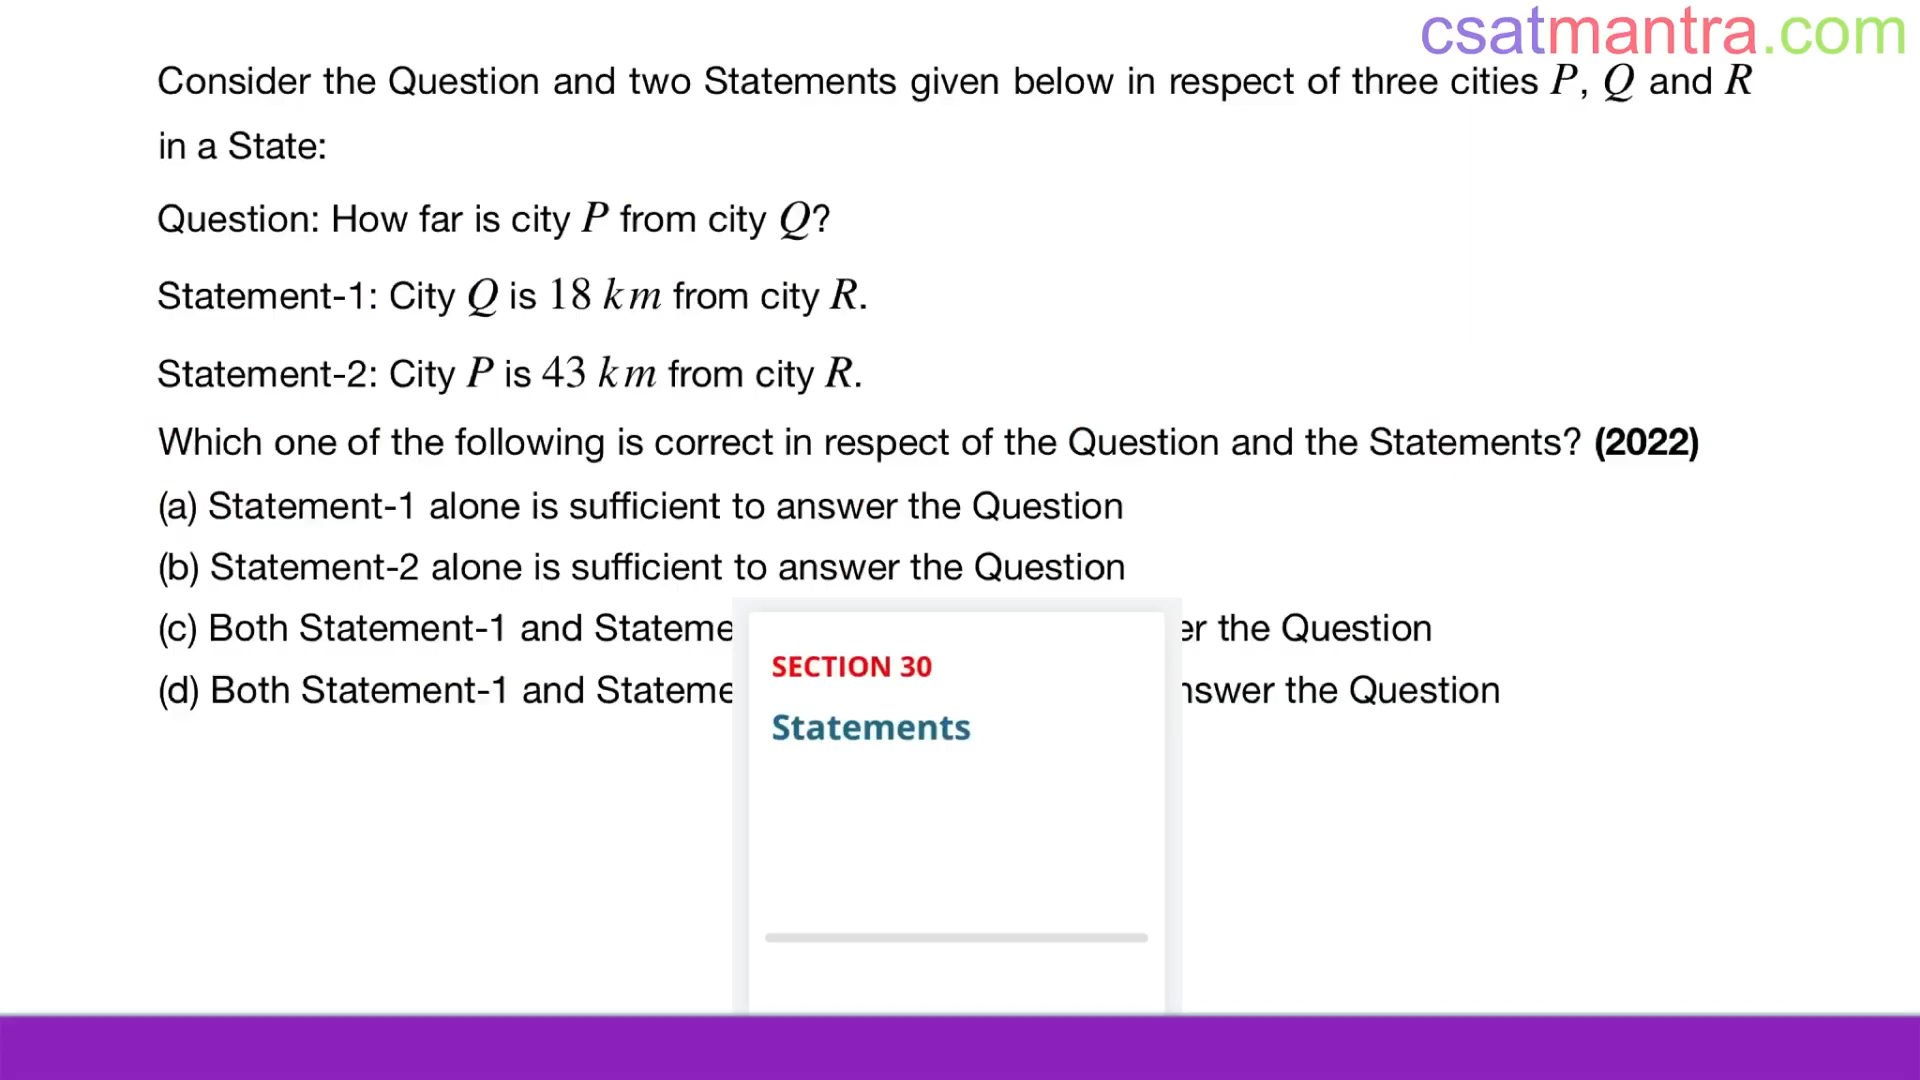 csatmantra.com
Consider the Question and two Statements given below in respect of three cities P, Q and R
in a State:
Question: How far is city P from city Q?
Statement-1: City Q is 18 km from city R.
Statement-2: City P is 43 km from city R.
Which one of the following is correct in respect of the Question and the Statements? (2022)
(a) Statement-1 alone is sufficient to answer the Question
(b) Statement-2 alone is sufficient to answer the Question
(c) Both Statement-1 and the Question
(d) Both Statement-1 and the Question
SECTION 30
Statements